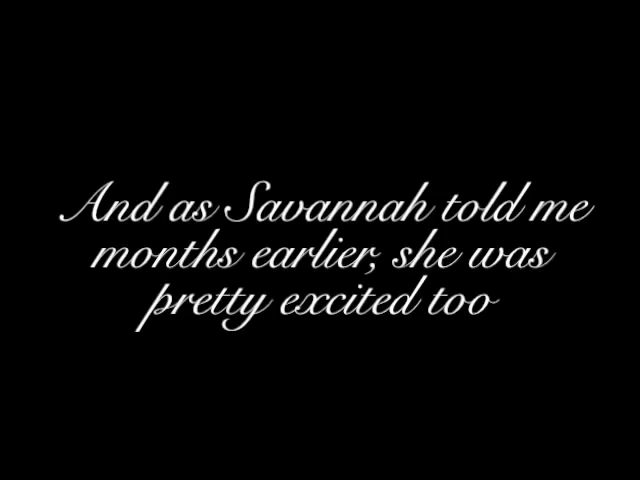 And as Savannah told me
months earlier, she was
pretty excited too